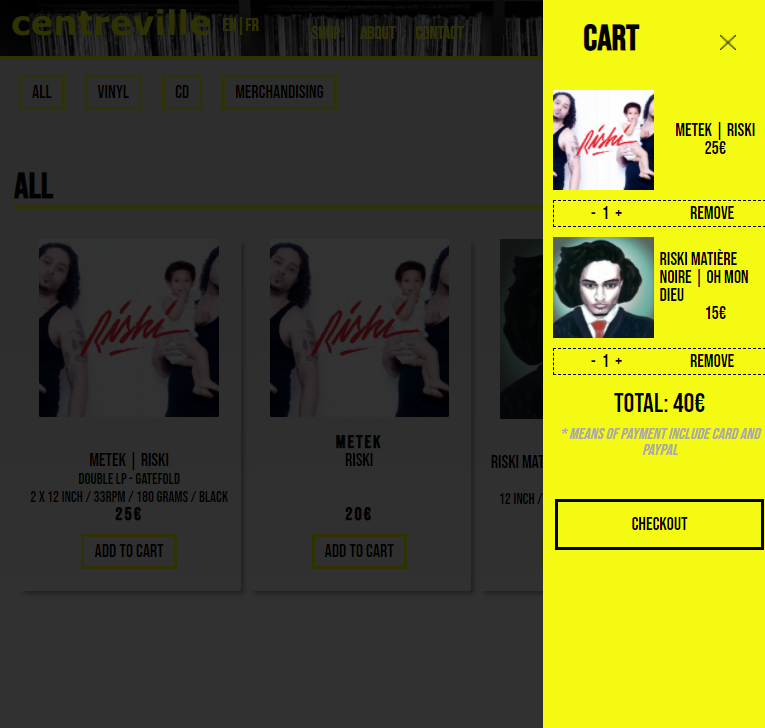 centreville EN|FR SHOP ABOUT CONTACT
ALL VINYL CD MERCHANDISING
ALL
Riski
METEK | RISKI
DOUBLE LP - GATEFOLD
2 X 12 INCH / 33RPM / 180 GRAMS / BLACK
25€
ADD TO CART
Riski
METEK
RISKI
20€
ADD TO CART
RISKI MAT
12 INCH /
CART
Riski
METEK | RISKI
25€
- 1 + REMOVE
RISKI MATIÈRE
NOIRE | OH MON
DIEU
15€
- 1 + REMOVE
TOTAL: 40€
* MEANS OF PAYMENT INCLUDE CARD AND
PAYPAL
CHECKOUT